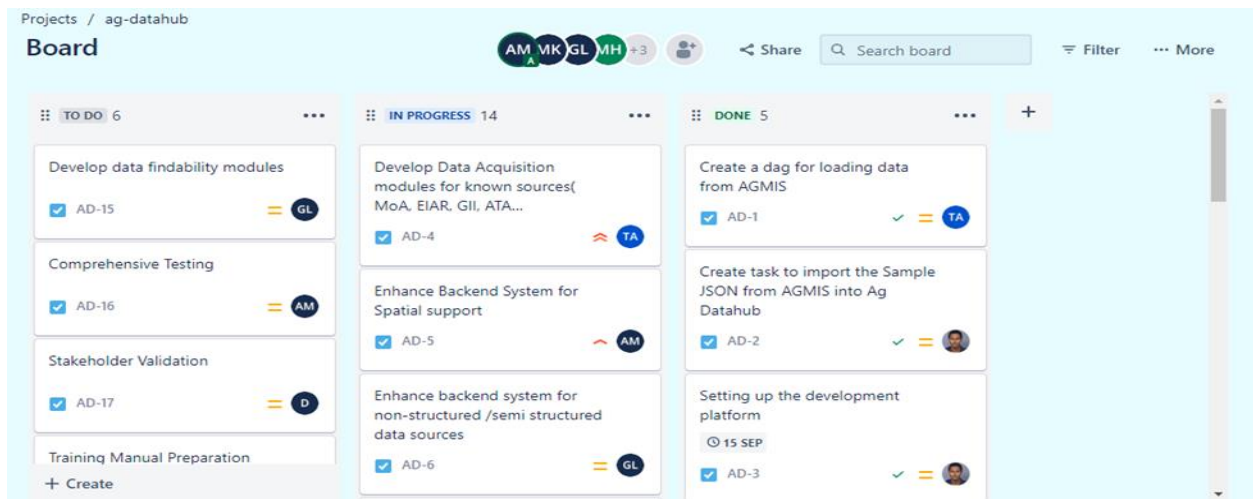 Projects / ag-datahub
Board
AM MK GL MH +3
A
Share
Search board
Filter
More
TO DO 6
Develop data findability modules
AD-15
GL
Comprehensive Testing
AD-16
AM
Stakeholder Validation
AD-17
D
Training Manual Preparation
+ Create
IN PROGRESS 14
Develop Data Acquisition
modules for known sources(
MoA, EIAR, GII, ATA...
AD-4
TA
Enhance Backend System for
Spatial support
AD-5
AM
Enhance backend system for
non-structured /semi structured
data sources
AD-6
GL
DONE 5
Create a dag for loading data
from AGMIS
AD-1
TA
Create task to import the Sample
JSON from AGMIS into Ag
Datahub
AD-2
Setting up the development
platform
15 SEP
AD-3
+